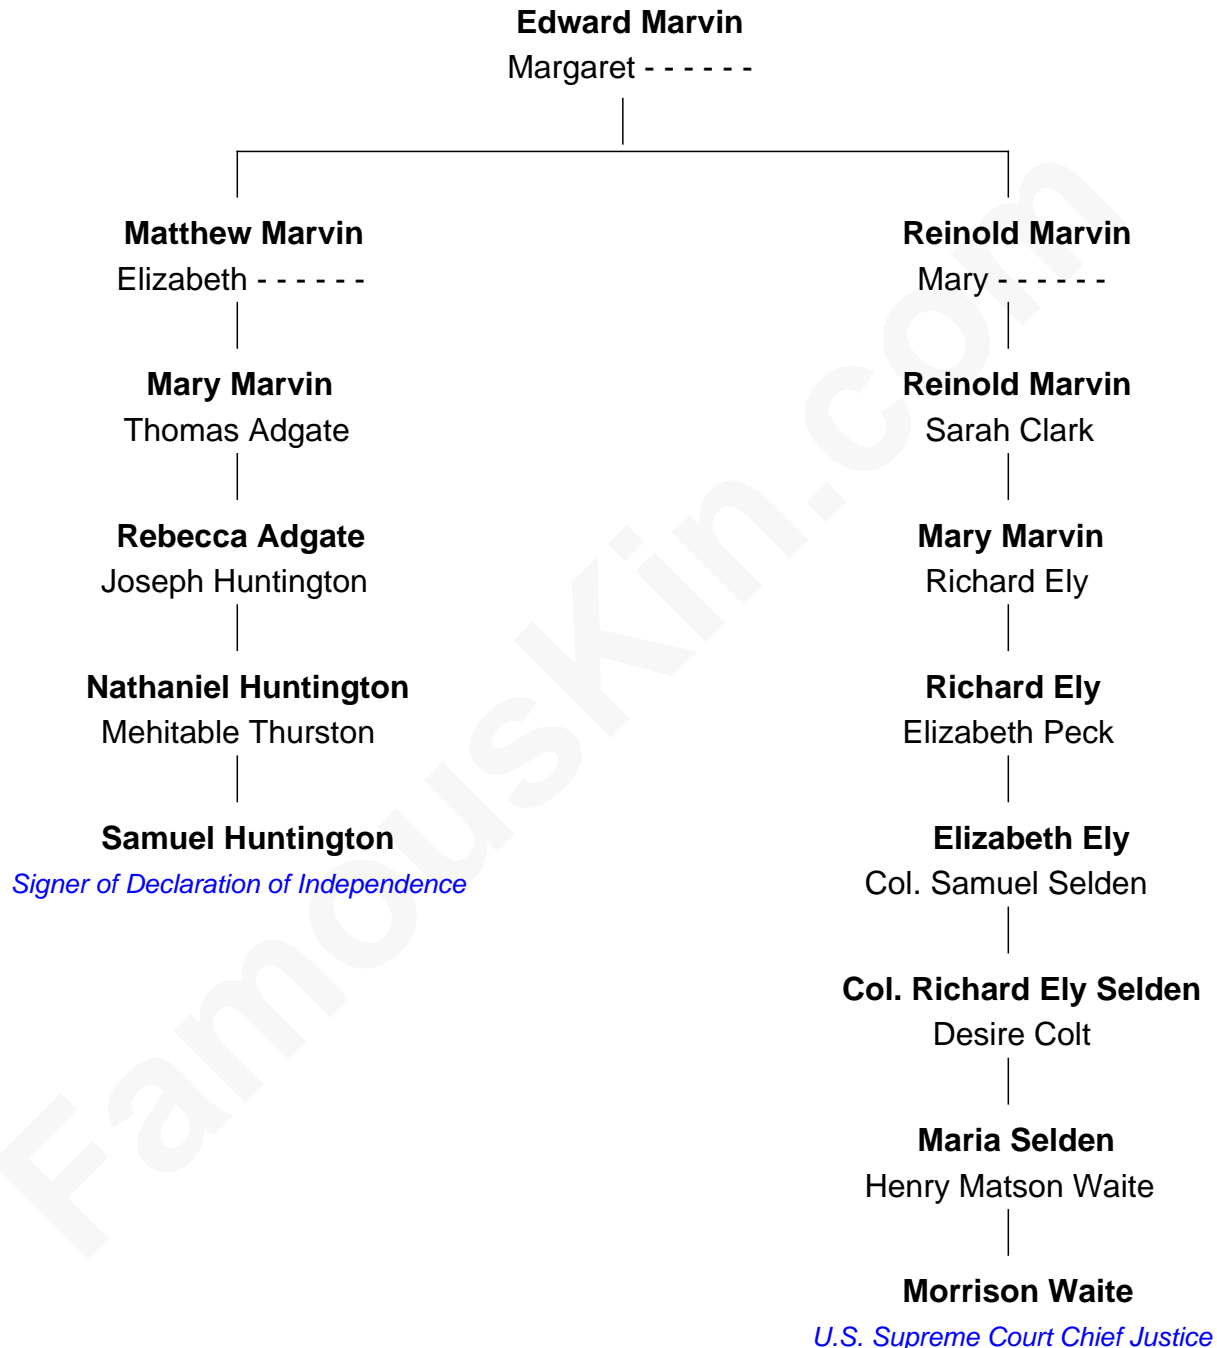 Edward Marvin
Margaret - - - - - -
Matthew Marvin
Elizabeth - - - - - -
Reinold Marvin
Mary - - - - - -
Mary Marvin
Thomas Adgate
Reinold Marvin
Sarah Clark
Rebecca Adgate
Joseph Huntington
Mary Marvin
Richard Ely
Nathaniel Huntington
Mehitable Thurston
Richard Ely
Elizabeth Peck
Samuel Huntington
Signer of Declaration of Independence
Elizabeth Ely
Col. Samuel Selden
Col. Richard Ely Selden
Desire Colt
Maria Selden
Henry Matson Waite
Morrison Waite
U.S. Supreme Court Chief Justice
FamousKin.com